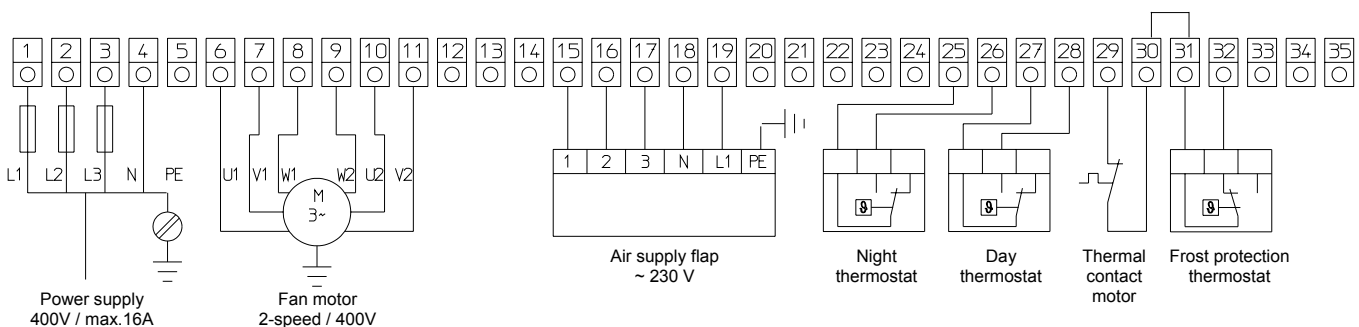 1 2 3 4 5 6 7 8 9 10 11 12 13 14 15 16 17 18 19 20 21 22 23 24 25 26 27 28 29 30 31 32 33 34 35
1 2 3 N L1 PE
L1 L2 L3 N PE U1 V1 W1 W2 U2 V2
M
3~
ϑ ϑ ϑ
Power supply
400V / max.16A
Fan motor
2-speed / 400V
Air supply flap
~ 230 V
Night
thermostat
Day
thermostat
Thermal
contact
motor
Frost protection
thermostat